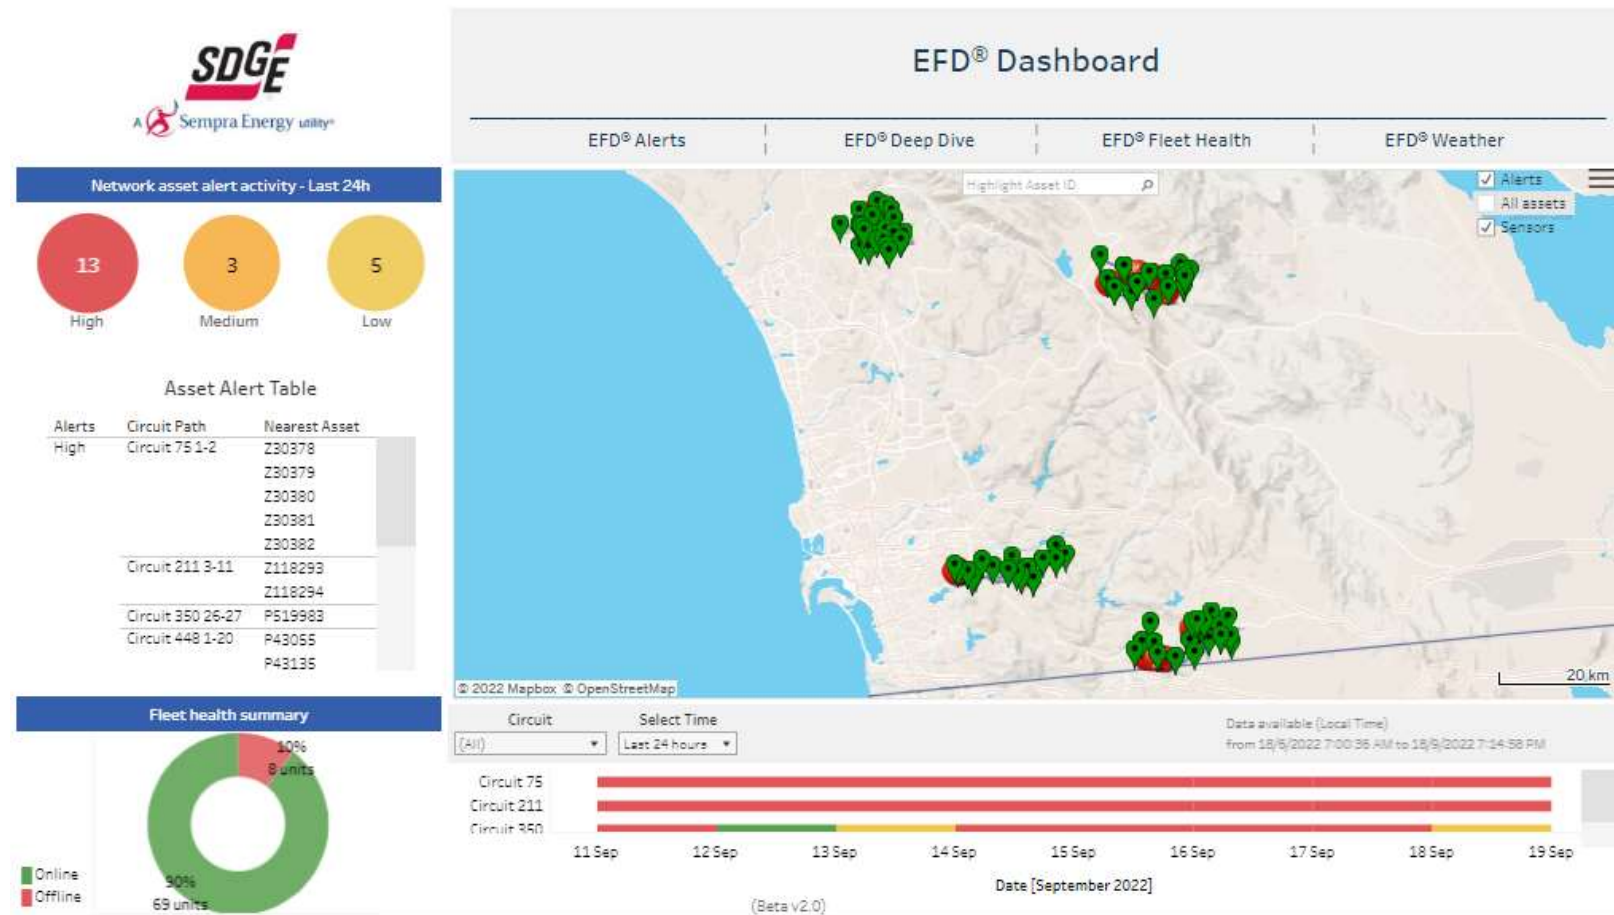 SDGE
A Sempra Energy utility®
EFD® Dashboard
EFD® Alerts
EFD® Deep Dive
EFD® Fleet Health
EFD® Weather
Network asset alert activity - Last 24h
13
3
5
High
Medium
Low
Asset Alert Table
Alerts Circuit Path Nearest Asset
High Circuit 75 1-2 Z30378
Z30379
Z30380
Z30381
Z30382
Circuit 211 3-11 Z118293
Z118294
Circuit 350 26-27 P519983
Circuit 448 1-20 P43055
P43135
Highlight Asset ID
Alerts
All assets
Sensors
20 km
© 2022 Mapbox © OpenStreetMap
Fleet health summary
10%
8 units
90%
69 units
Online
Offline
Circuit
(All)
Select Time
Last 24 hours
Data available (Local Time)
from 18/6/2022 7:00:36 AM to 18/9/2022 7:14:58 PM
Circuit 75
Circuit 211
Circuit 350
11 Sep 12 Sep 13 Sep 14 Sep 15 Sep 16 Sep 17 Sep 18 Sep 19 Sep
Date [September 2022]
(Beta v2.0)